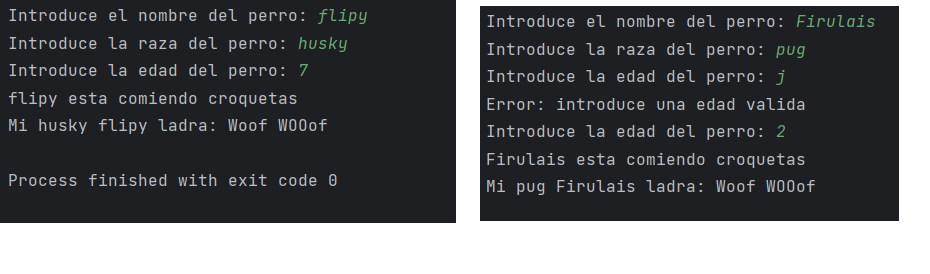 Introduce el nombre del perro: flipy
Introduce la raza del perro: husky
Introduce la edad del perro: 7
flipy esta comiendo croquetas
Mi husky flipy ladra: Woof WOOof
Process finished with exit code 0
Introduce el nombre del perro: Firulais
Introduce la raza del perro: pug
Introduce la edad del perro: j
Error: introduce una edad valida
Introduce la edad del perro: 2
Firulais esta comiendo croquetas
Mi pug Firulais ladra: Woof WOOof